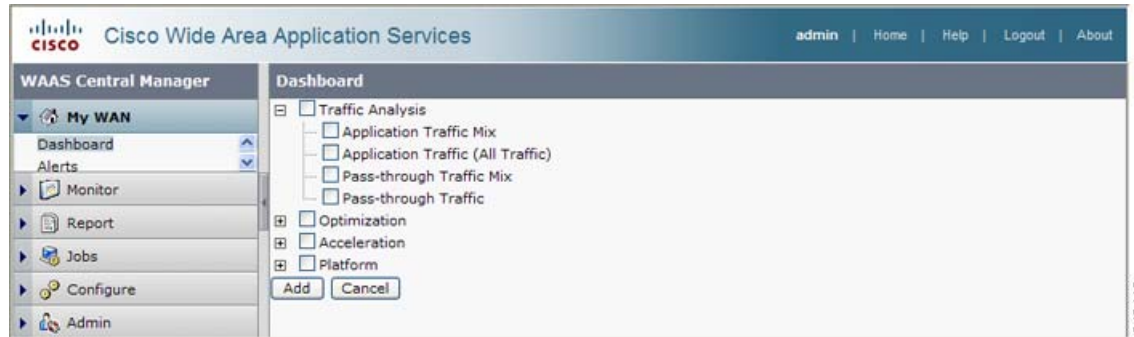 CISCO Cisco Wide Area Application Services admin | Home | Help | Logout | About
WAAS Central Manager
My WAN
Dashboard
Alerts
Monitor
Report
Jobs
Configure
Admin
Dashboard
Traffic Analysis
Application Traffic Mix
Application Traffic (All Traffic)
Pass-through Traffic Mix
Pass-through Traffic
Optimization
Acceleration
Platform
Add Cancel